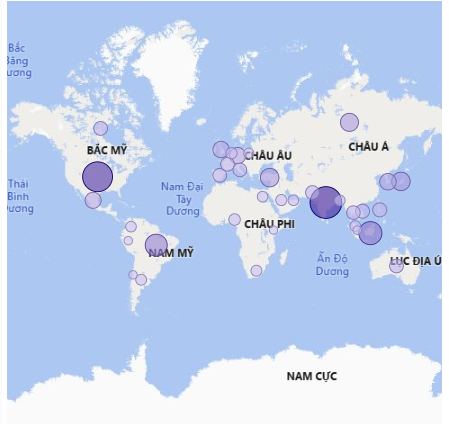 Bắc
Băng
Dương
BẮC MỸ
CHÂU ÂU
CHÂU Á
Thái
Bình
Dương
Nam Đại
Tây
Dương
CHÂU PHI
NAM MỸ
Ấn Độ
Dương
LỤC ĐỊA Ú
NAM CỰC